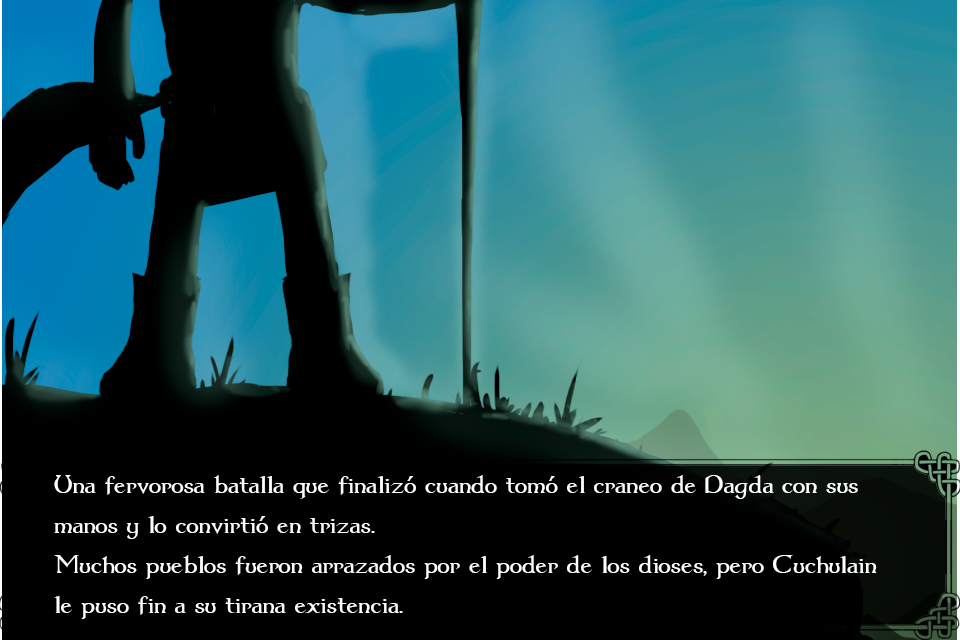 Una fervorosa batalla que finalizó cuando tomó el craneo de Dagda con sus
manos y lo convirtió en trizas.
Muchos pueblos fueron arrazados por el poder de los dioses, pero Cuchulain
le puso fin a su tirana existencia.